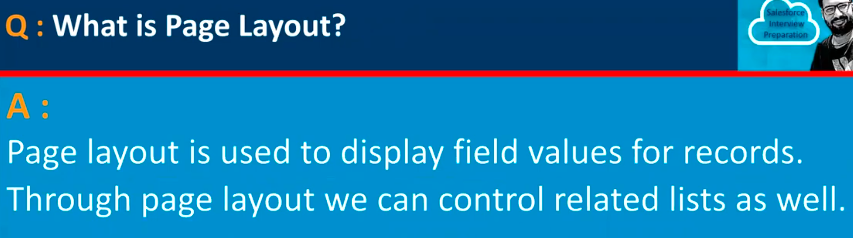 Q : What is Page Layout?
Salesforce
Interview
Preparation
A :
Page layout is used to display field values for records.
Through page layout we can control related lists as well.